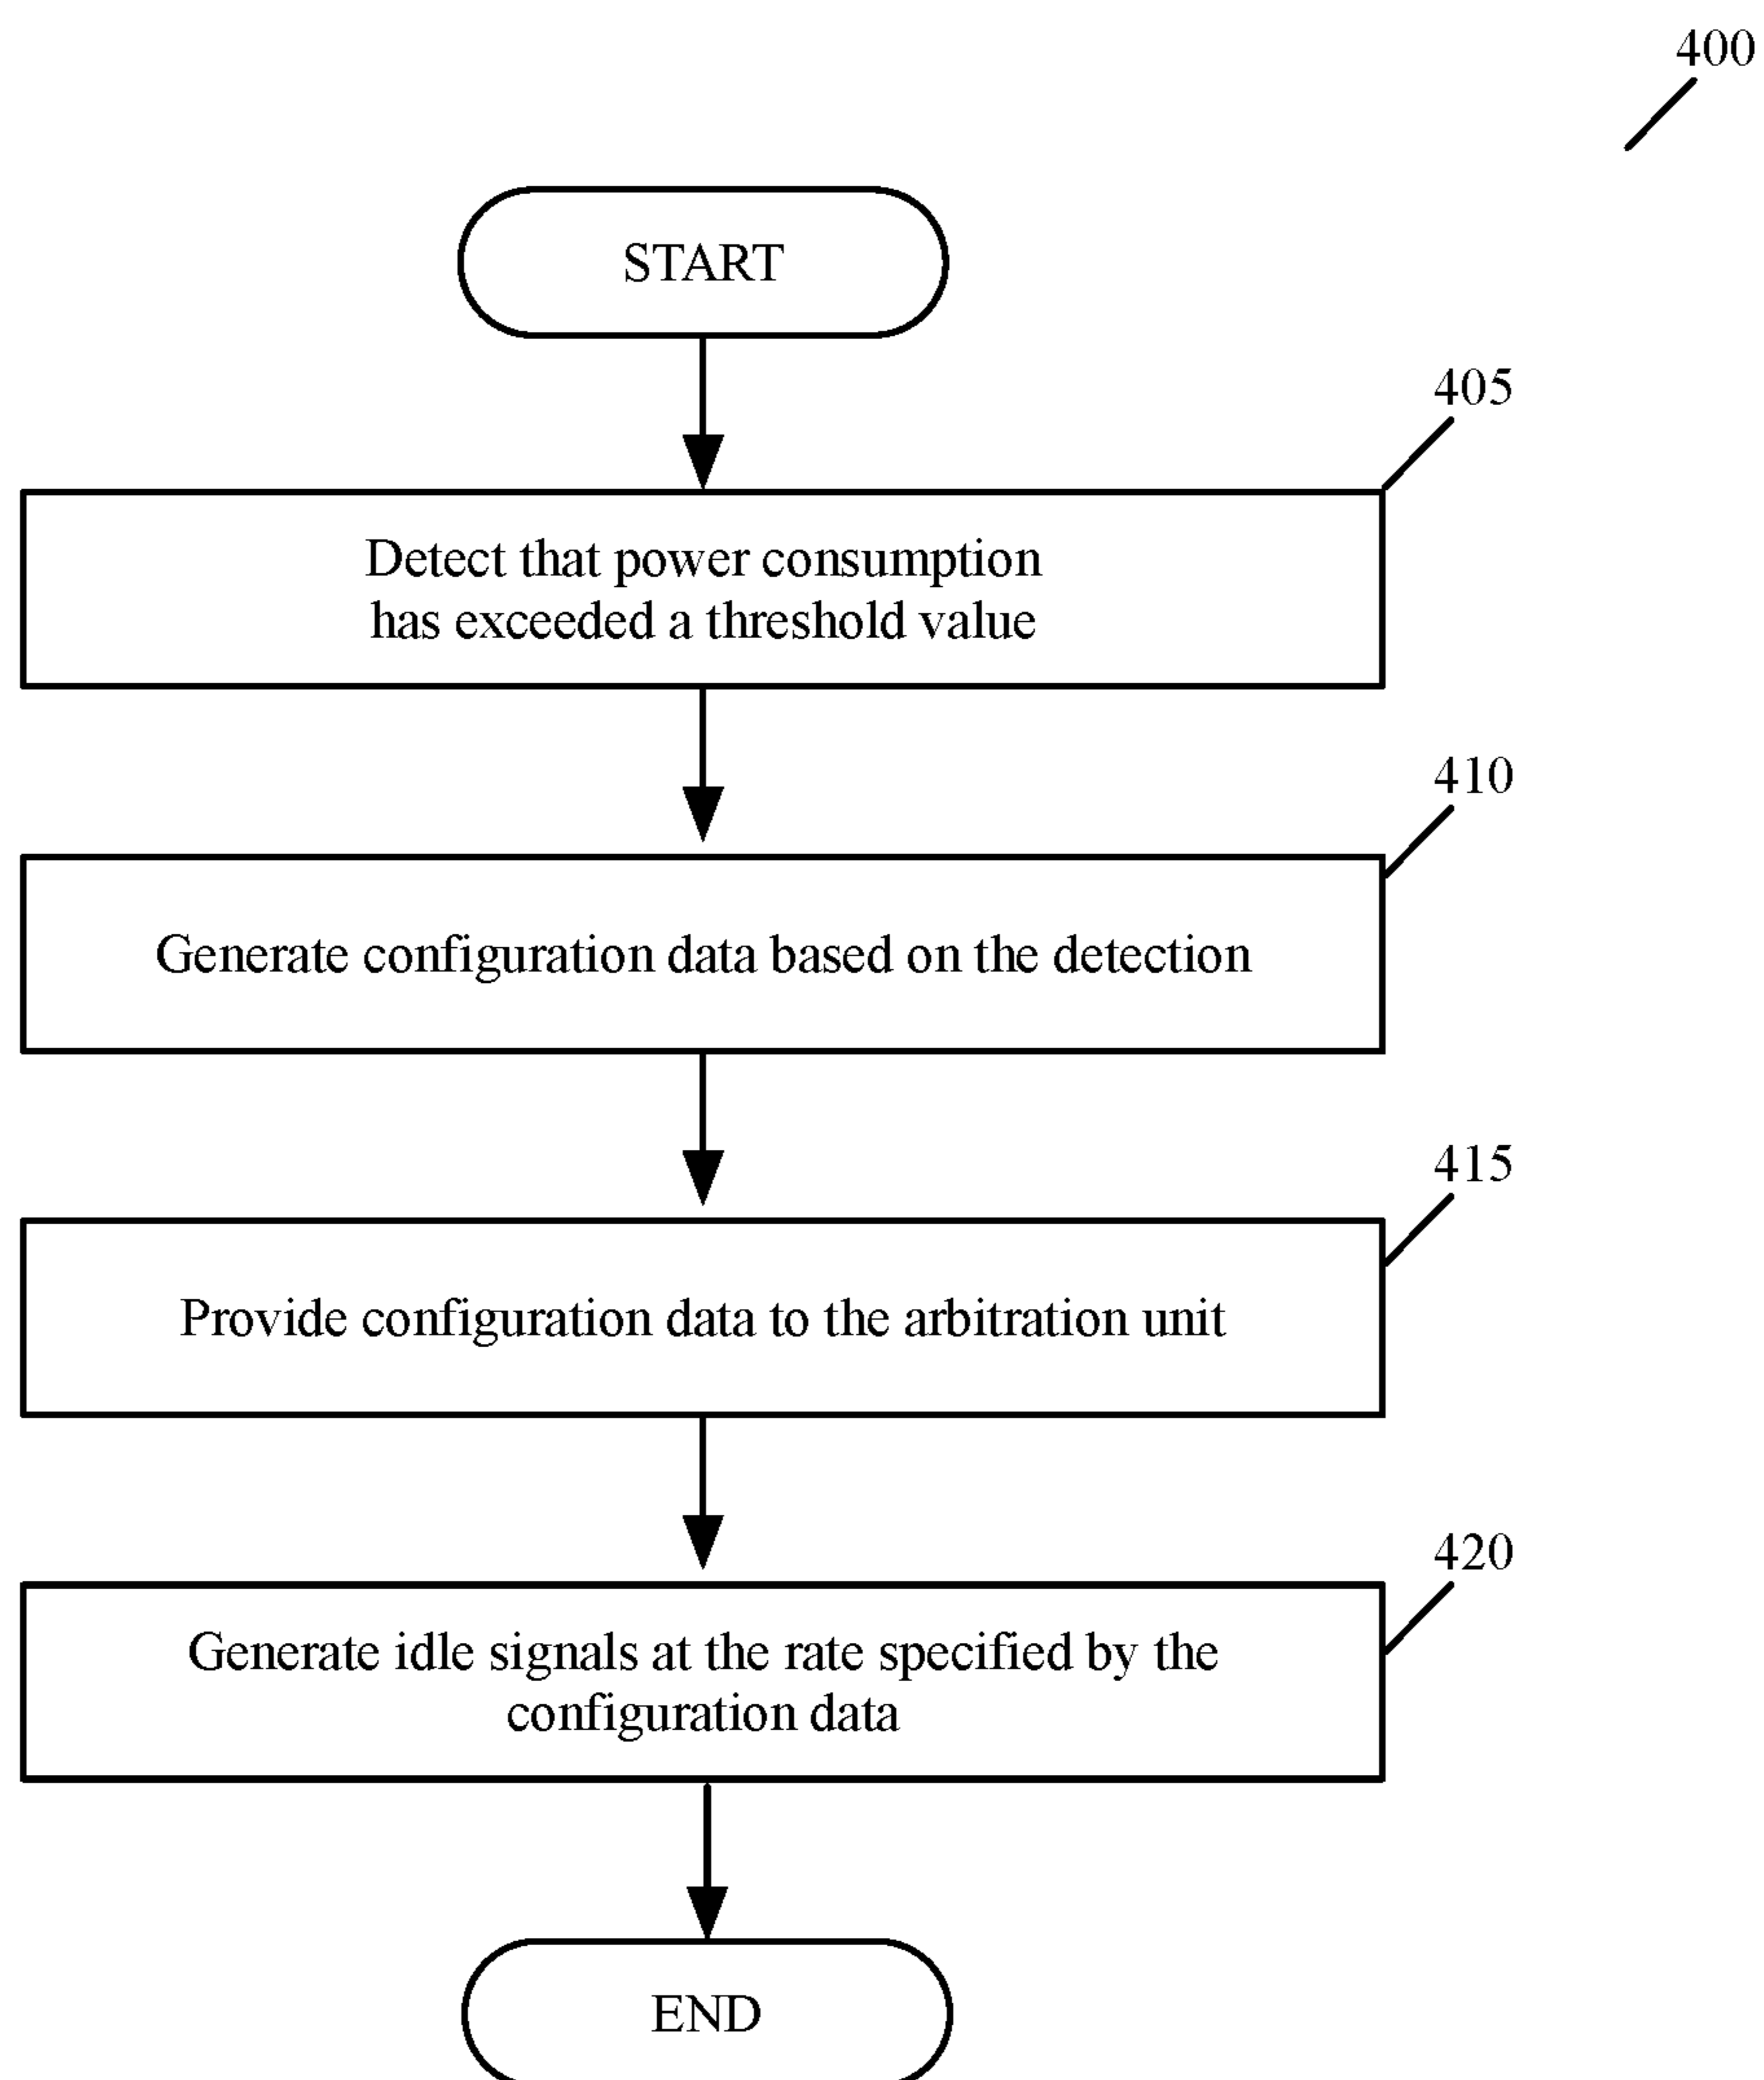 400
START
405
Detect that power consumption
has exceeded a threshold value
410
Generate configuration data based on the detection
415
Provide configuration data to the arbitration unit
420
Generate idle signals at the rate specified by the
configuration data
END